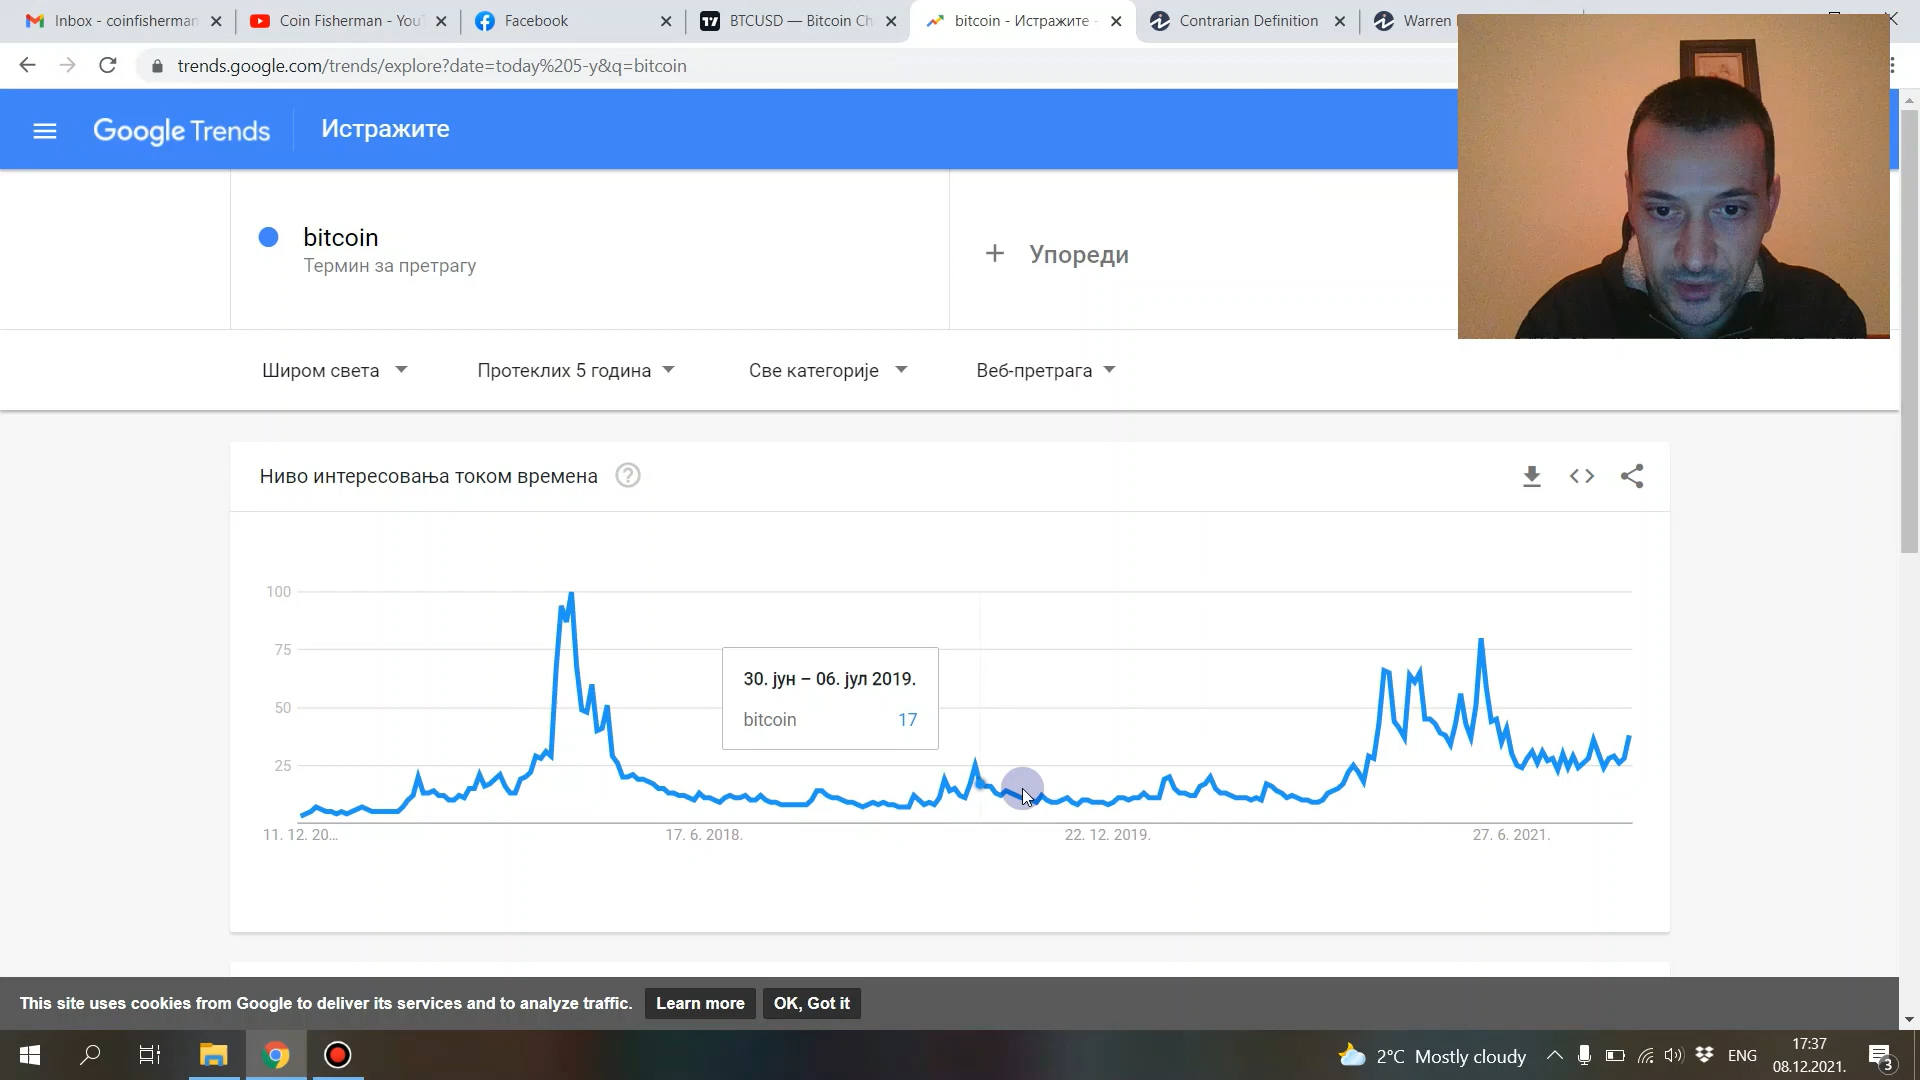 Inbox - coinfisherman
Coin Fisherman - You
Facebook
BTCUSD — Bitcoin Ch
bitcoin - Истражите -
Contrarian Definition
Warren
trends.google.com/trends/explore?date=today%205-y&q=bitcoin
Google Trends
Истражите
bitcoin
Термин за претрагу
+ Упореди
Широм света
Протеклих 5 година
Све категорије
Веб-претрага
Ниво интересовања током времена
100
75
50
25
30. јун – 06. јул 2019.
bitcoin 17
11. 12. 20...
17. 6. 2018.
22. 12. 2019.
27. 6. 2021.
This site uses cookies from Google to deliver its services and to analyze traffic.
Learn more
OK, Got it
2°C Mostly cloudy
ENG
17:37
08.12.2021.
3